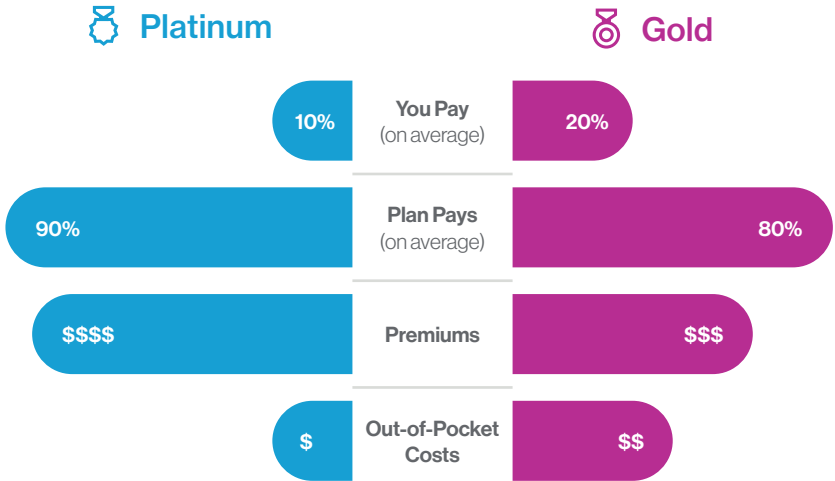 Platinum
Gold
10%
You Pay
(on average)
20%
90%
Plan Pays
(on average)
80%
$$$$
Premiums
$$$
$
Out-of-Pocket
Costs
$$